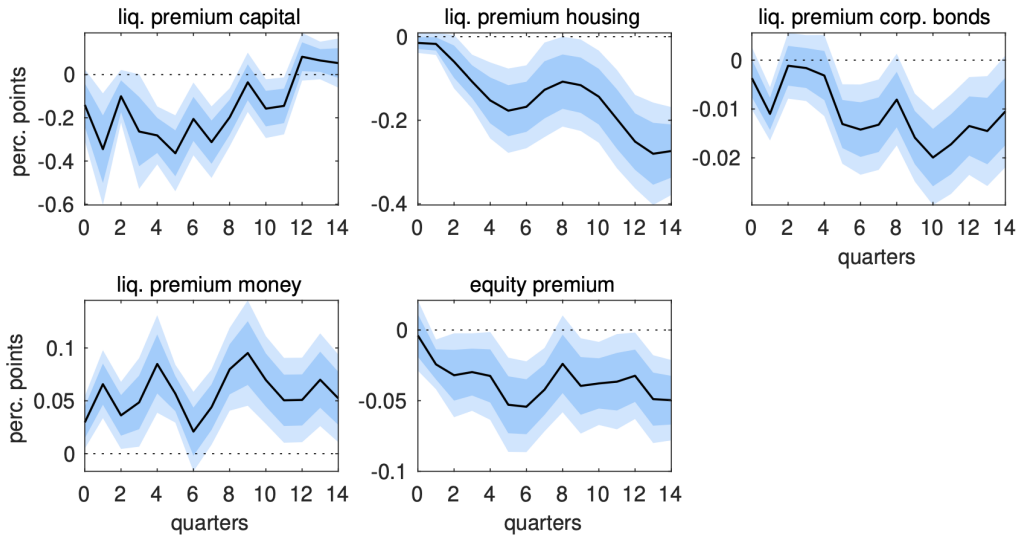 liq. premium capital
perc. points
0
-0.2
-0.4
-0.6
0 2 4 6 8 10 12 14
liq. premium housing
0
-0.2
-0.4
0 2 4 6 8 10 12 14
liq. premium corp. bonds
0
-0.01
-0.02
0 2 4 6 8 10 12 14
quarters
liq. premium money
perc. points
0.1
0.05
0
0 2 4 6 8 10 12 14
quarters
equity premium
0
-0.05
-0.1
0 2 4 6 8 10 12 14
quarters